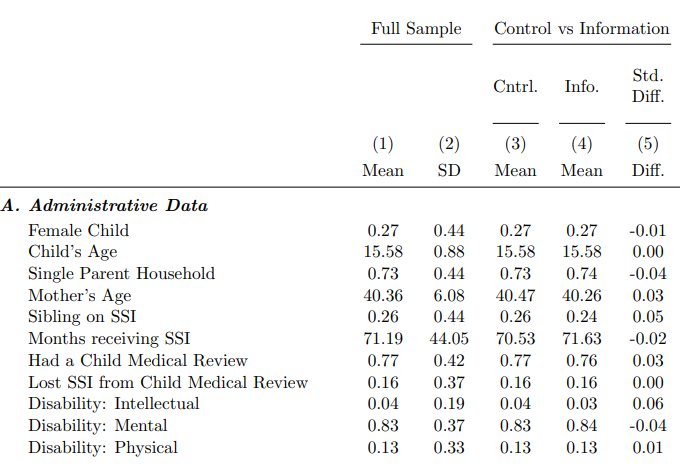 Full Sample Control vs Information
Cntrl. Info. Std. Diff.
(1) (2) (3) (4) (5)
Mean SD Mean Mean Diff.
A. Administrative Data
Female Child 0.27 0.44 0.27 0.27 -0.01
Child's Age 15.58 0.88 15.58 15.58 0.00
Single Parent Household 0.73 0.44 0.73 0.74 -0.04
Mother's Age 40.36 6.08 40.47 40.26 0.03
Sibling on SSI 0.26 0.44 0.26 0.24 0.05
Months receiving SSI 71.19 44.05 70.53 71.63 -0.02
Had a Child Medical Review 0.77 0.42 0.77 0.76 0.03
Lost SSI from Child Medical Review 0.16 0.37 0.16 0.16 0.00
Disability: Intellectual 0.04 0.19 0.04 0.03 0.06
Disability: Mental 0.83 0.37 0.83 0.84 -0.04
Disability: Physical 0.13 0.33 0.13 0.13 0.01